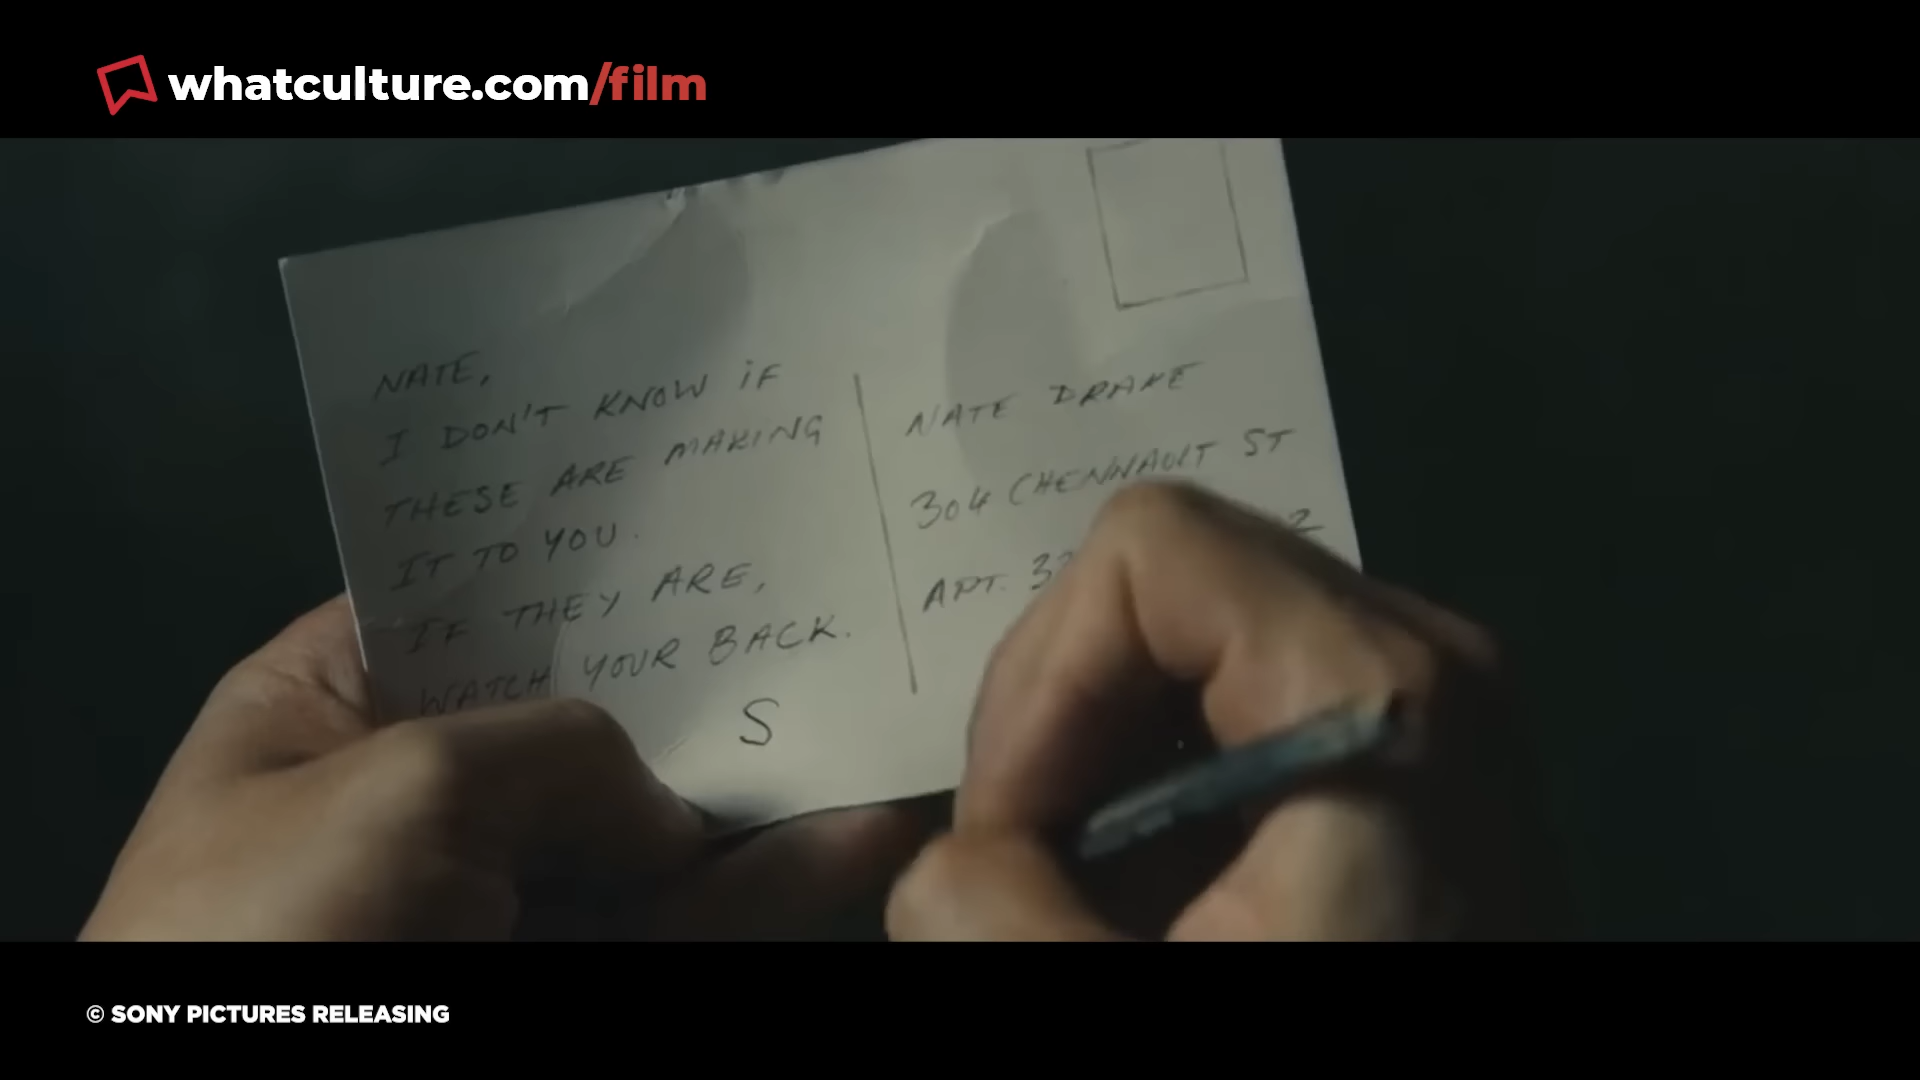 whatculture.com/film
NATE,
I DON'T KNOW IF
THESE ARE MAKING
IT TO YOU.
IF THEY ARE,
WATCH YOUR BACK.
S
NATE DRAKE
304 CHENNAULT ST
APT.
© SONY PICTURES RELEASING